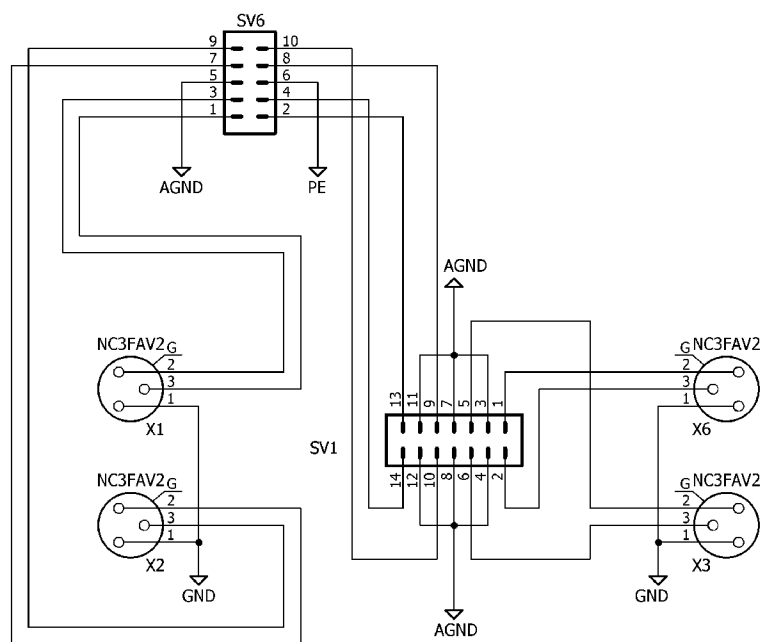 SV6
9 10
7 8
5 6
3 4
1 2
AGND PE
AGND
NC3FAV2 G
2
3
1
X1
G NC3FAV2
2
3
1
X6
13 11 9 7 5 3 1
SV1
14 12 10 8 6 4 2
NC3FAV2 G
2
3
1
X2
GND
G NC3FAV2
2
3
1
X3
GND
AGND